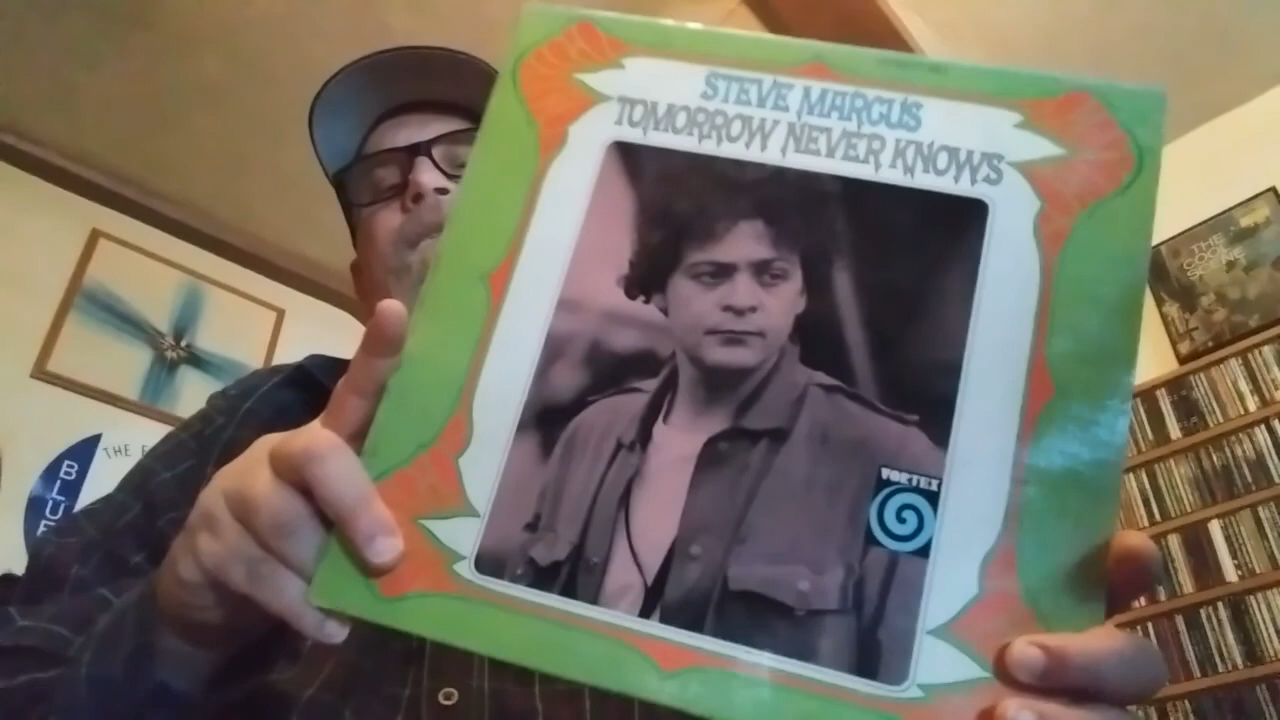 STEVE MARCUS
TOMORROW NEVER KNOWS
VORTEX
THE
COOL
SCENE
THE
BLUE